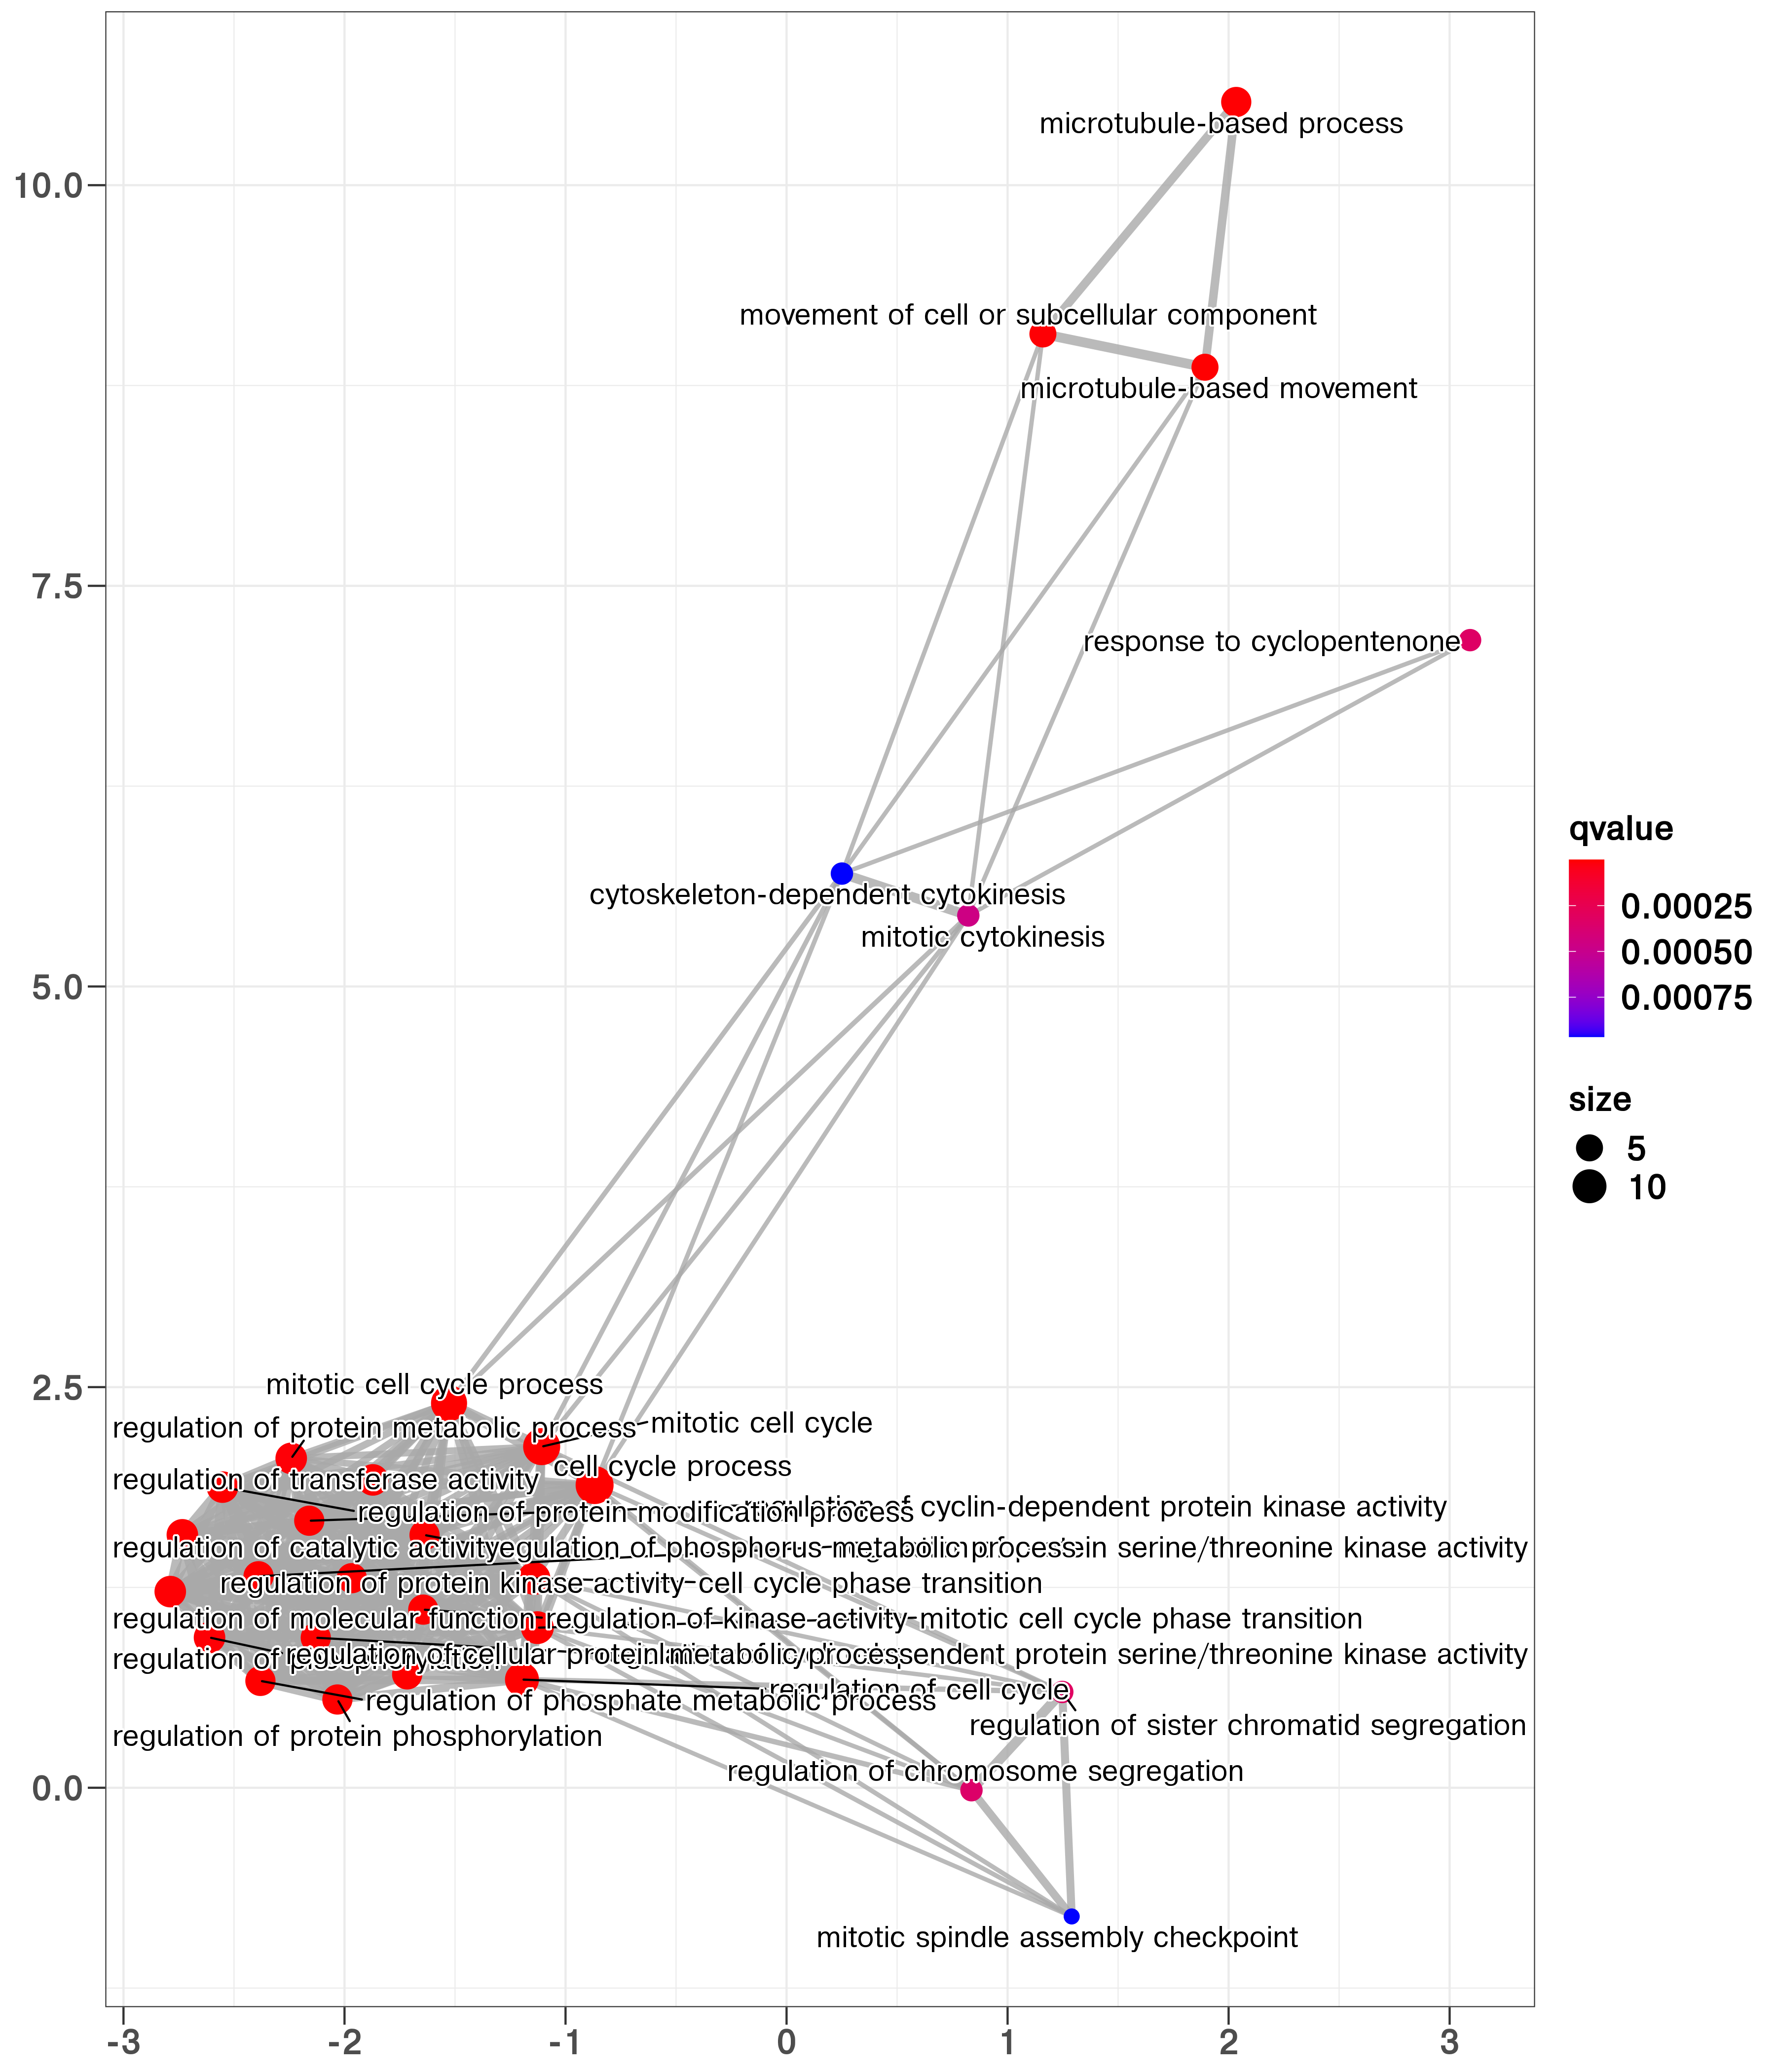 microtubule-based process
10.0
movement of cell or subcellular component
microtubule-based movement
7.5
response to cyclopentenone
qvalue
0.00025
0.00050
0.00075
cytoskeleton-dependent cytokinesis
mitotic cytokinesis
5.0
size
5
10
2.5
mitotic cell cycle process
regulation of protein metabolic process
mitotic cell cycle
cell cycle process
regulation of transferase activity
regulation of protein modification process
of cyclin-dependent protein kinase activity
regulation of catalytic activity
regulation of phosphorus metabolic process
serine/threonine kinase activity
regulation of protein kinase activity
cell cycle phase transition
regulation of molecular function
regulation of kinase activity
mitotic cell cycle phase transition
regulation of cellular protein metabolic process
protein serine/threonine kinase activity
regulation of phosphorylation
regulation of cell cycle
regulation of phosphate metabolic process
regulation of sister chromatid segregation
regulation of protein phosphorylation
regulation of chromosome segregation
0.0
mitotic spindle assembly checkpoint
-3
-2
-1
0
1
2
3